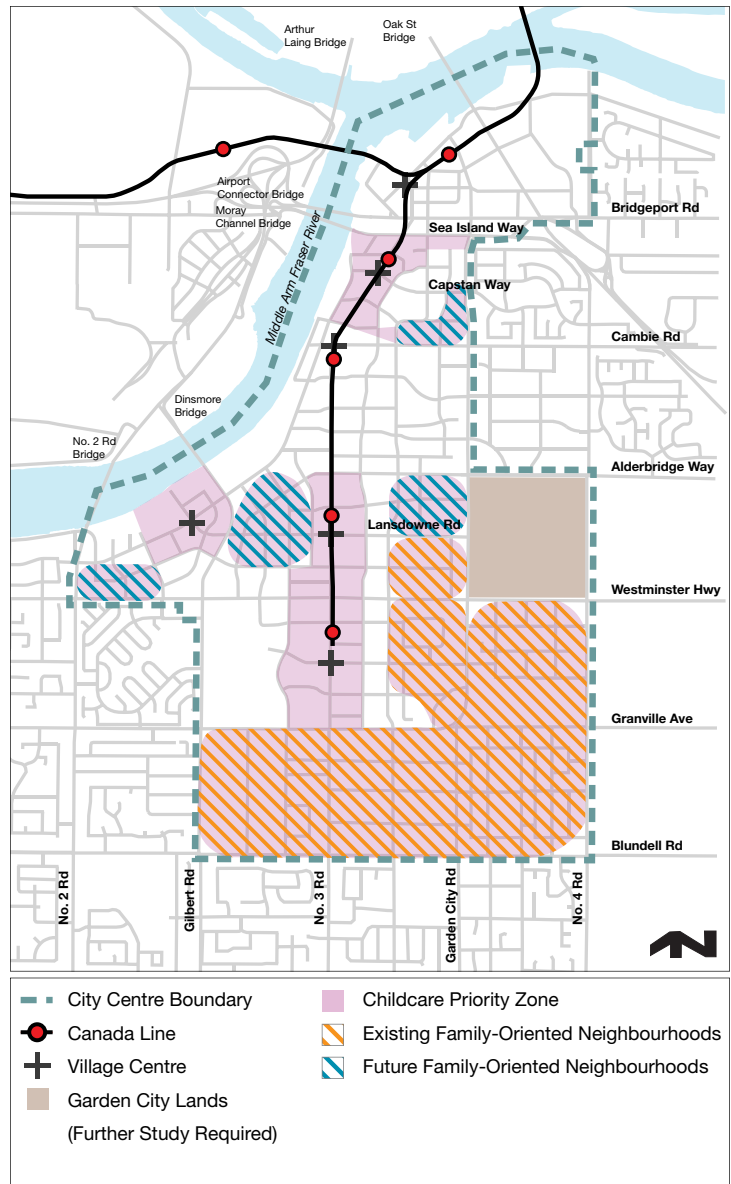 Arthur
Laing Bridge
Oak St
Bridge
Airport
Connector Bridge
Moray
Channel Bridge
Bridgeport Rd
Sea Island Way
Middle Arm Fraser River
Capstan Way
Cambie Rd
Dinsmore
Bridge
No. 2 Rd
Bridge
Alderbridge Way
Lansdowne Rd
Westminster Hwy
Granville Ave
Blundell Rd
No. 2 Rd
Gilbert Rd
No. 3 Rd
Garden City Rd
No. 4 Rd
N
City Centre Boundary
Canada Line
Village Centre
Garden City Lands
(Further Study Required)
Childcare Priority Zone
Existing Family-Oriented Neighbourhoods
Future Family-Oriented Neighbourhoods